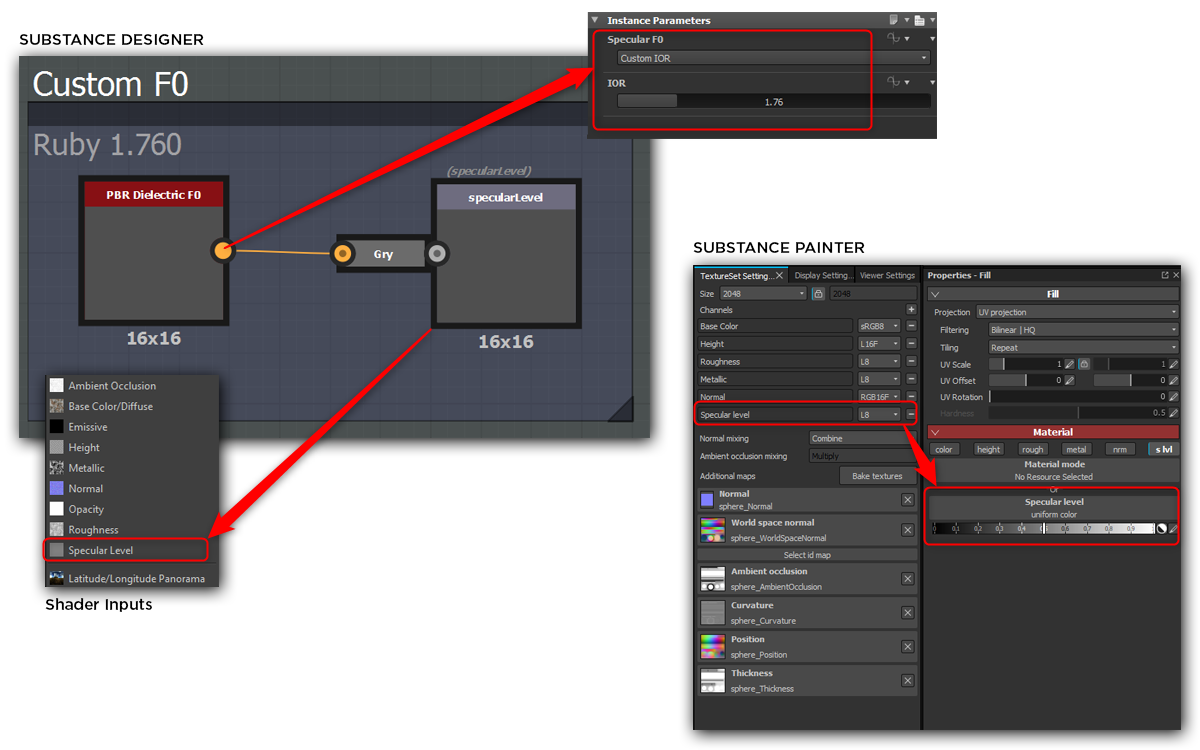 SUBSTANCE DESIGNER
Custom F0
Ruby 1.760
PBR Dielectric F0
16x16
Gry
(specularLevel)
specularLevel
16x16
Instance Parameters
Specular F0
Custom IOR
IOR
1.76
Ambient Occlusion
Base Color/Diffuse
Emissive
Height
Metallic
Normal
Opacity
Roughness
Specular Level
Latitude/Longitude Panorama
Shader Inputs
SUBSTANCE PAINTER
TextureSet Setting...
Display Setting...
Viewer Settings
Size 2048 2048
Channels
Base Color sRGB8
Height L16F
Roughness L8
Metallic L8
Normal RGB16F
Specular level L8
Normal mixing Combine
Ambient occlusion mixing Multiply
Additional maps Bake textures
Normal
sphere_Normal
World space normal
sphere_WorldSpaceNormal
Select id map
Ambient occlusion
sphere_AmbientOcclusion
Curvature
sphere_Curvature
Position
sphere_Position
Thickness
sphere_Thickness
Properties - Fill
Fill
Projection UV projection
Filtering Bilinear | HQ
Tiling Repeat
UV Scale 1 1
UV Offset 0 0
UV Rotation 0
Hardness 0.5
Material
color height rough metal nrm s lvl
Material mode
No Resource Selected
Or
Specular level
uniform color
0 0.1 0.2 0.3 0.4 0.6 0.7 0.8 0.9